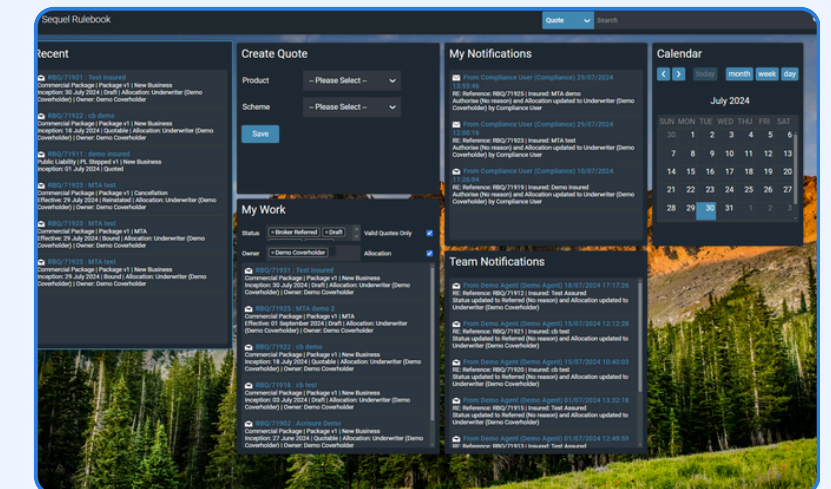 Sequel Rulebook
Quote
Search
Recent
RBQ/71931 : Test Insured
Commercial Package | Package v1 | New Business
Inception: 30 July 2024 | Draft | Allocation: Underwriter (Demo
Coverholder) | Owner: Demo Coverholder
RBQ/71922 : cb demo
Commercial Package | Package v1 | New Business
Inception: 18 July 2024 | Quotable | Allocation: Underwriter (Demo
Coverholder) | Owner: Demo Coverholder
RBQ/71911 : demo insured
Public Liability | PL Stepped v1 | New Business
Inception: 01 July 2024 | Quoted
RBQ/71923 : MTA test
Commercial Package | Package v1 | Cancellation
Effective: 29 July 2024 | Reinstated | Allocation: Underwriter (Demo
Coverholder) | Owner: Demo Coverholder
RBQ/71923 : MTA test
Commercial Package | Package v1 | MTA
Effective: 29 July 2024 | Bound | Allocation: Underwriter (Demo
Coverholder) | Owner: Demo Coverholder
RBQ/71923 : MTA test
Commercial Package | Package v1 | New Business
Inception: 29 July 2024 | Bound | Allocation: Underwriter (Demo
Coverholder) | Owner: Demo Coverholder
Create Quote
Product
-- Please Select --
Scheme
-- Please Select --
Save
My Work
Status
× Broker Referred
× Draft
Valid Quotes Only
Owner
× Demo Coverholder
Allocation
RBQ/71931 : Test Insured
Commercial Package | Package v1 | New Business
Inception: 30 July 2024 | Draft | Allocation: Underwriter (Demo
Coverholder) | Owner: Demo Coverholder
RBQ/71925 : MTA demo 3
Commercial Package | Package v1 | MTA
Effective: 01 September 2024 | Draft | Allocation: Underwriter
(Demo Coverholder) | Owner: Demo Coverholder
RBQ/71922 : cb demo
Commercial Package | Package v1 | New Business
Inception: 18 July 2024 | Quotable | Allocation: Underwriter (Demo
Coverholder) | Owner: Demo Coverholder
RBQ/71918 : cb test
Commercial Package | Package v1 | New Business
Inception: 03 July 2024 | Draft | Allocation: Underwriter (Demo
Coverholder) | Owner: Demo Coverholder
RBQ/71902 : Acrisure Demo
Commercial Package | Package v1 | New Business
Inception: 27 June 2024 | Quotable | Allocation: Underwriter (Demo
Coverholder) | Owner: Demo Coverholder
My Notifications
From Compliance User (Compliance) 29/07/2024
13:55:46
RE: Reference: RBQ/71925 | Insured: MTA demo
Authorise (No reason) and Allocation updated to Underwriter (Demo
Coverholder) by Compliance User
From Compliance User (Compliance) 29/07/2024
12:00:16
RE: Reference: RBQ/71923 | Insured: MTA test
Authorise (No reason) and Allocation updated to Underwriter (Demo
Coverholder) by Compliance User
From Compliance User (Compliance) 10/07/2024
11:26:04
RE: Reference: RBQ/71919 | Insured: Demo Insured
Authorise (No reason) and Allocation updated to Underwriter (Demo
Coverholder) by Compliance User
Team Notifications
From Demo Agent (Demo Agent) 18/07/2024 17:17:26
RE: Reference: RBQ/71912 | Insured: Test Assured
Status updated to Referred (No reason) and Allocation updated to
Underwriter (Demo Coverholder)
From Demo Agent (Demo Agent) 15/07/2024 12:12:28
RE: Reference: RBQ/71921 | Insured: cb test
Status updated to Referred (No reason) and Allocation updated to
Underwriter (Demo Coverholder)
From Demo Agent (Demo Agent) 15/07/2024 10:40:03
RE: Reference: RBQ/71920 | Insured: cb test
Status updated to Referred (No reason) and Allocation updated to
Underwriter (Demo Coverholder)
From Demo Agent (Demo Agent) 01/07/2024 13:32:18
RE: Reference: RBQ/71915 | Insured: Test Assured
Status updated to Referred (No reason) and Allocation updated to
Underwriter (Demo Coverholder)
From Demo Agent (Demo Agent) 01/07/2024 12:49:59
RE: Reference: RBQ/71913 | Insured: Test Assured
Calendar
today
month
week
day
July 2024
SUN MON TUE WED THU FRI SAT
30 1 2 3 4 5 6
7 8 9 10 11 12 13
14 15 16 17 18 19 20
21 22 23 24 25 26 27
28 29 30 31 1 2 3